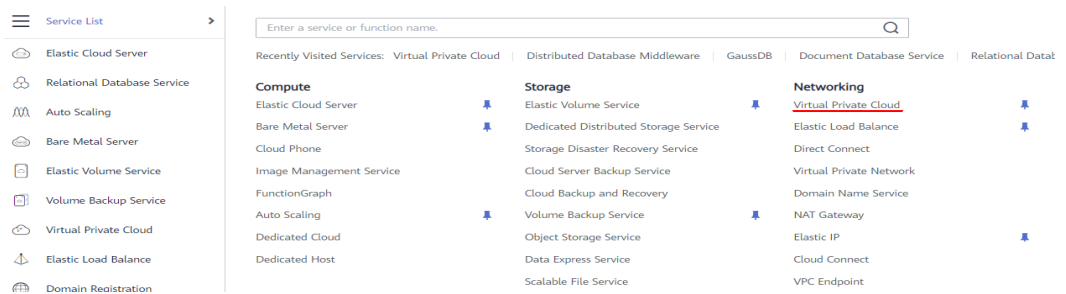 Service List
Elastic Cloud Server
Relational Database Service
Auto Scaling
Bare Metal Server
Elastic Volume Service
Volume Backup Service
Virtual Private Cloud
Elastic Load Balance
Domain Registration
Enter a service or function name.
Recently Visited Services: Virtual Private Cloud | Distributed Database Middleware | GaussDB | Document Database Service | Relational Datab
Compute
Elastic Cloud Server
Bare Metal Server
Cloud Phone
Image Management Service
FunctionGraph
Auto Scaling
Dedicated Cloud
Dedicated Host
Storage
Elastic Volume Service
Dedicated Distributed Storage Service
Storage Disaster Recovery Service
Cloud Server Backup Service
Cloud Backup and Recovery
Volume Backup Service
Object Storage Service
Data Express Service
Scalable File Service
Networking
Virtual Private Cloud
Elastic Load Balance
Direct Connect
Virtual Private Network
Domain Name Service
NAT Gateway
Elastic IP
Cloud Connect
VPC Endpoint